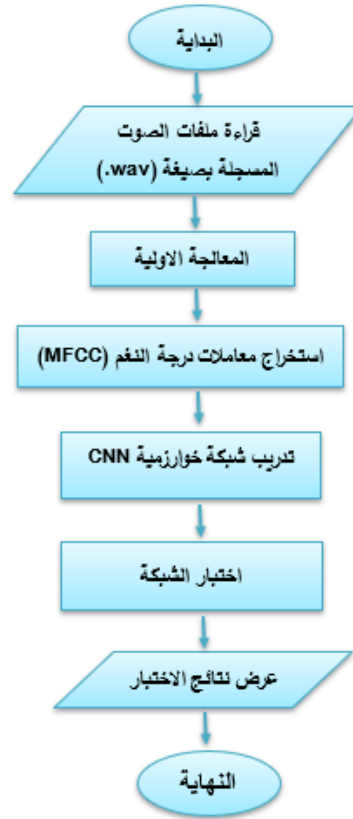 البداية
قراءة ملفات الصوت
المسجلة بصيغة (wav.)
المعالجة الاولية
استخراج معاملات درجة النغم (MFCC)
تدريب شبكة خوارزمية CNN
اختبار الشبكة
عرض نتائج الاختبار
النهاية